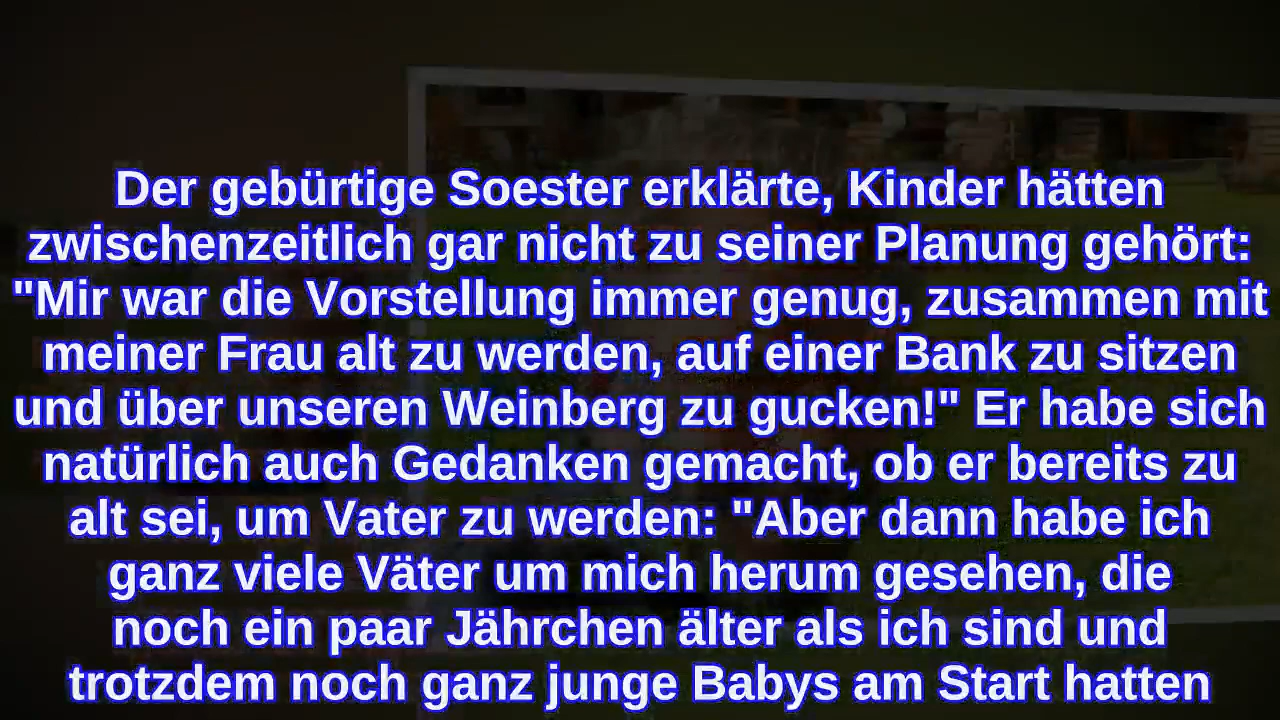 Der gebürtige Soester erklärte, Kinder hätten
zwischenzeitlich gar nicht zu seiner Planung gehört:
"Mir war die Vorstellung immer genug, zusammen mit
meiner Frau alt zu werden, auf einer Bank zu sitzen
und über unseren Weinberg zu gucken!" Er habe sich
natürlich auch Gedanken gemacht, ob er bereits zu
alt sei, um Vater zu werden: "Aber dann habe ich
ganz viele Väter um mich herum gesehen, die
noch ein paar Jährchen älter als ich sind und
trotzdem noch ganz junge Babys am Start hatten